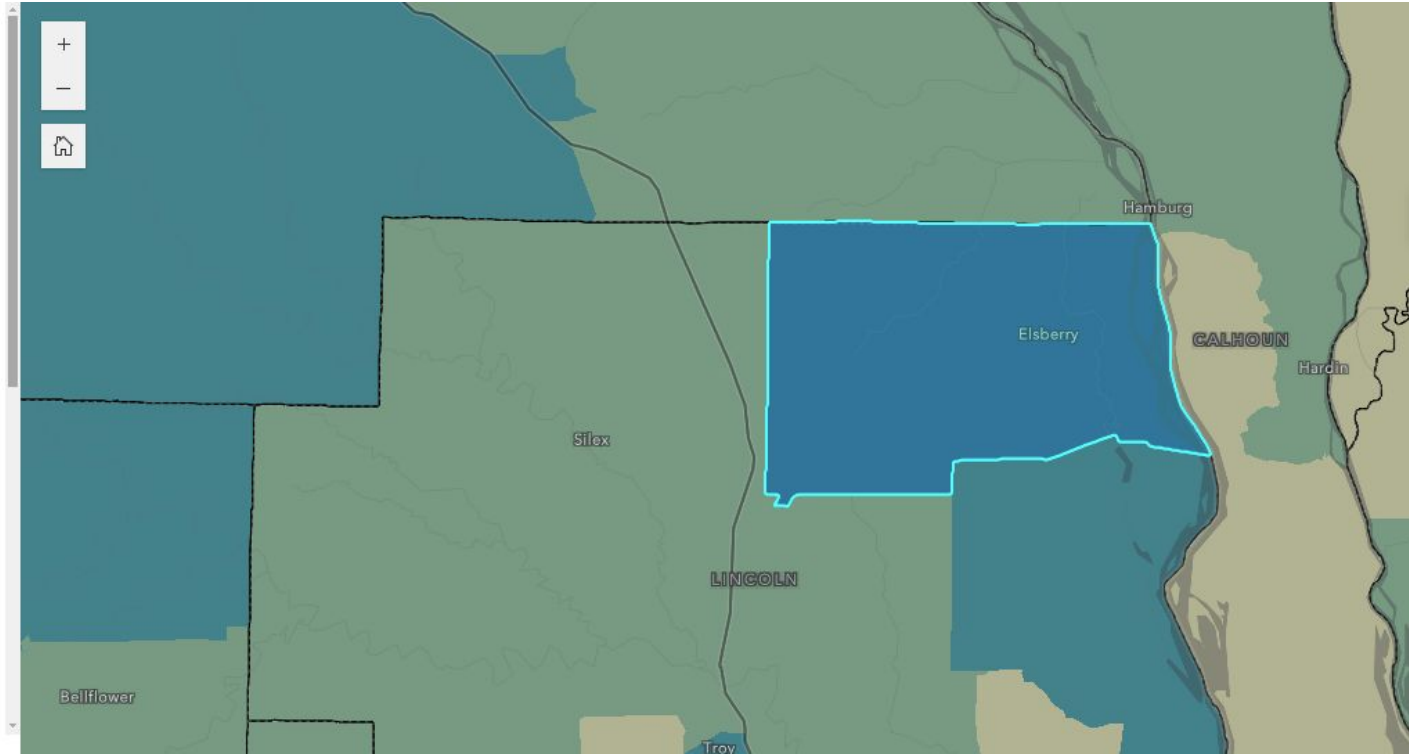 +
−
Hamburg
Elsberry
CALHOUN
Hardin
Silex
LINCOLN
Bellflower
Troy